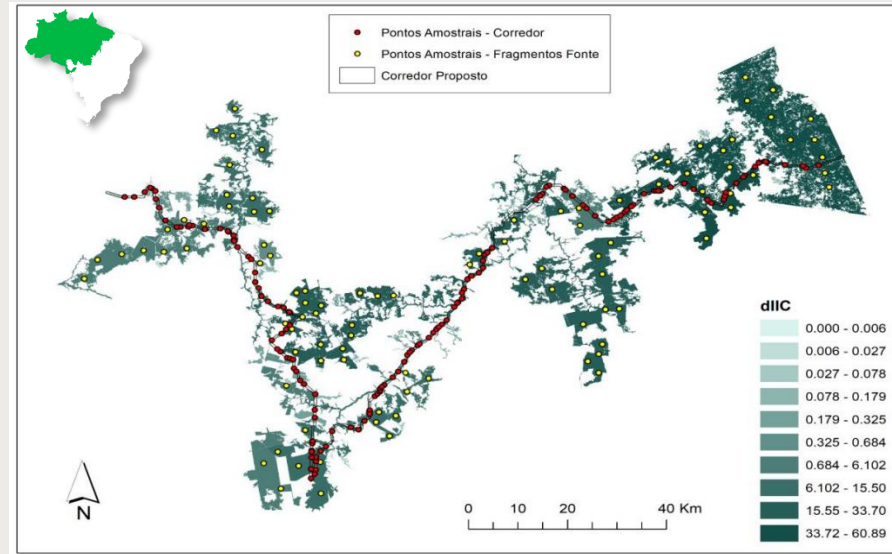 Pontos Amostrais - Corredor
Pontos Amostrais - Fragmentos Fonte
Corredor Proposto
dIIC
0.000 - 0.006
0.006 - 0.027
0.027 - 0.078
0.078 - 0.179
0.179 - 0.325
0.325 - 0.684
0.684 - 6.102
6.102 - 15.50
15.55 - 33.70
33.72 - 60.89
N
0 10 20 40 Km